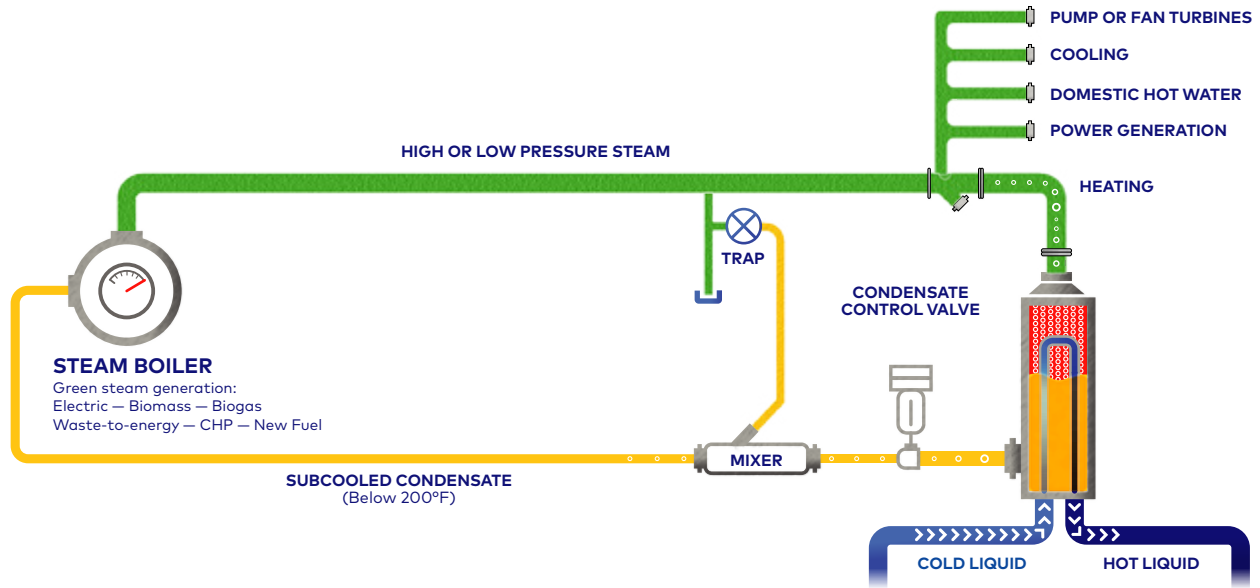 PUMP OR FAN TURBINES
COOLING
DOMESTIC HOT WATER
POWER GENERATION
HIGH OR LOW PRESSURE STEAM
HEATING
TRAP
CONDENSATE
CONTROL VALVE
STEAM BOILER
Green steam generation:
Electric — Biomass — Biogas
Waste-to-energy — CHP — New Fuel
MIXER
SUBCOOLED CONDENSATE
(Below 200°F)
COLD LIQUID
HOT LIQUID